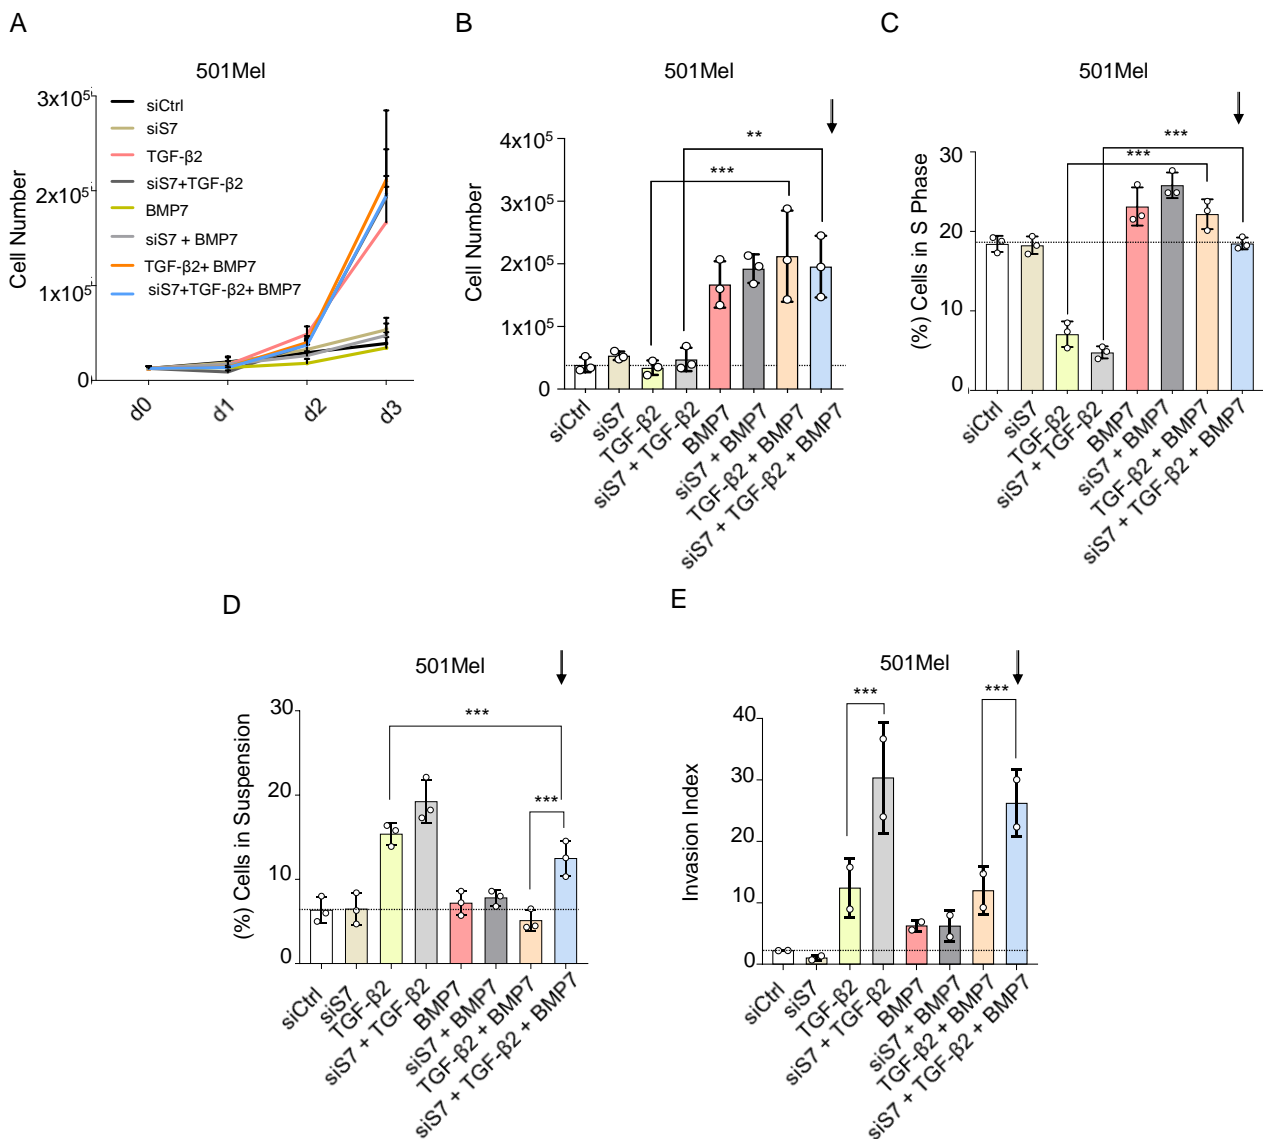 A
501Mel
Cell Number
3x10⁵
2x10⁵
1x10⁵
0
siCtrl
siS7
TGF-β2
siS7+TGF-β2
BMP7
siS7 + BMP7
TGF-β2+ BMP7
siS7+TGF-β2+ BMP7
d0
d1
d2
d3
B
501Mel
Cell Number
4x10⁵
3x10⁵
2x10⁵
1x10⁵
0
**
***
siCtrl
siS7
TGF-β2
siS7 + TGF-β2
BMP7
siS7 + BMP7
TGF-β2 + BMP7
siS7 + TGF-β2 + BMP7
C
501Mel
(%) Cells in S Phase
30
20
10
0
***
***
siCtrl
siS7
TGF-β2
siS7 + TGF-β2
BMP7
siS7 + BMP7
TGF-β2 + BMP7
siS7 + TGF-β2 + BMP7
D
501Mel
(%) Cells in Suspension
30
20
10
0
***
***
siCtrl
siS7
TGF-β2
siS7 + TGF-β2
BMP7
siS7 + BMP7
TGF-β2 + BMP7
siS7 + TGF-β2 + BMP7
E
501Mel
Invasion Index
40
30
20
10
0
***
***
siCtrl
siS7
TGF-β2
siS7 + TGF-β2
BMP7
siS7 + BMP7
TGF-β2 + BMP7
siS7 + TGF-β2 + BMP7